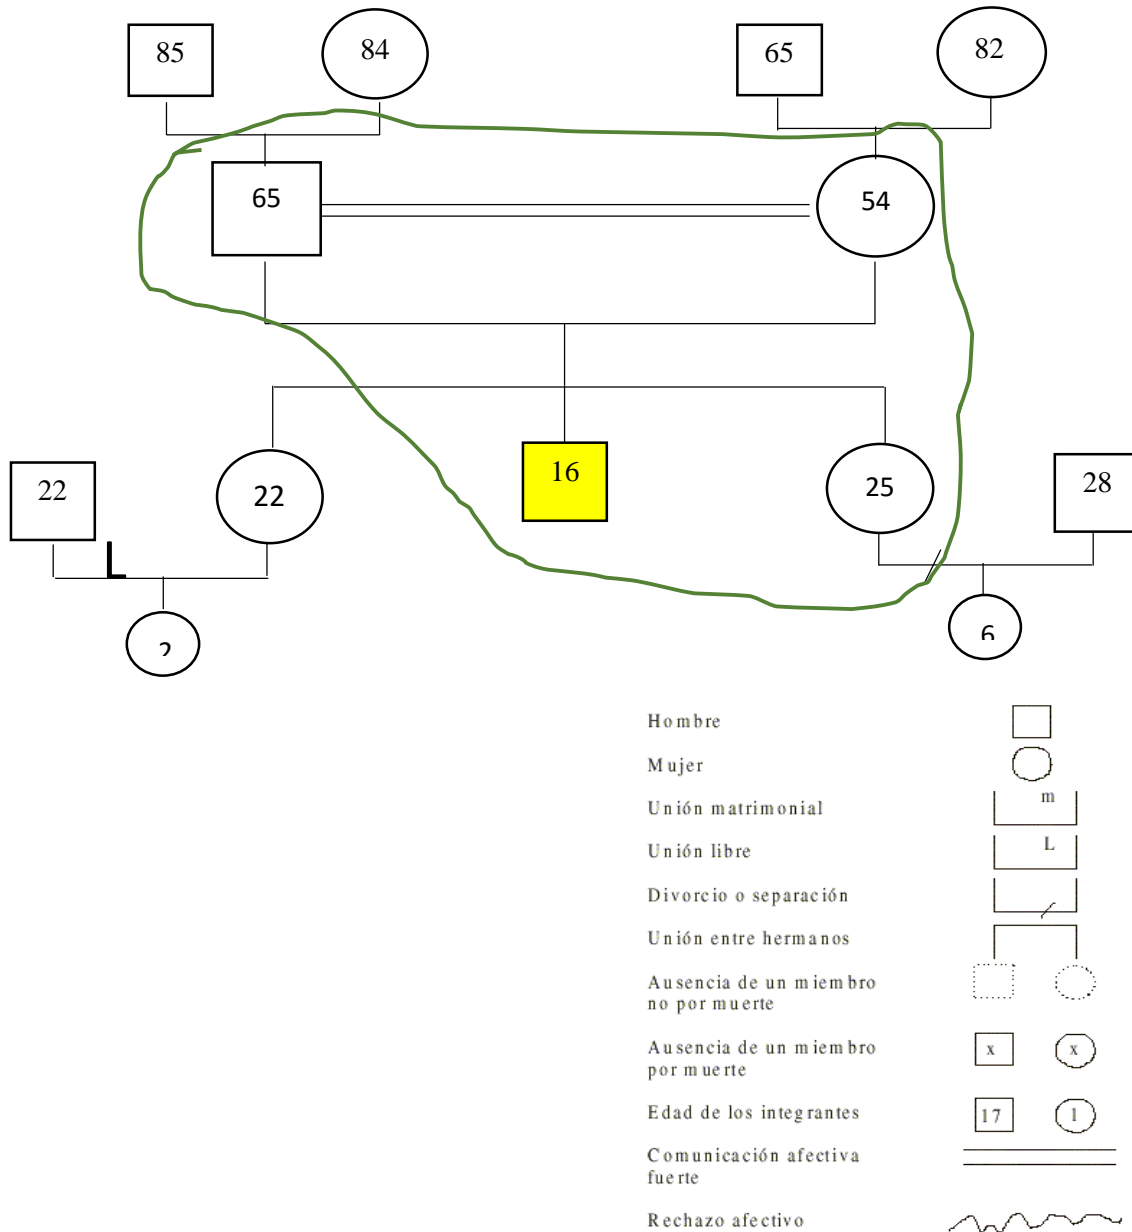 85
84
65
82
65
54
22
22
16
25
28
L
2
6
Hombre
Mujer
Unión matrimonial
m
Unión libre
L
Divorcio o separación
Unión entre hermanos
Ausencia de un miembro
no por muerte
Ausencia de un miembro
por muerte
x
x
Edad de los integrantes
17
1
Comunicación afectiva
fuerte
Rechazo afectivo